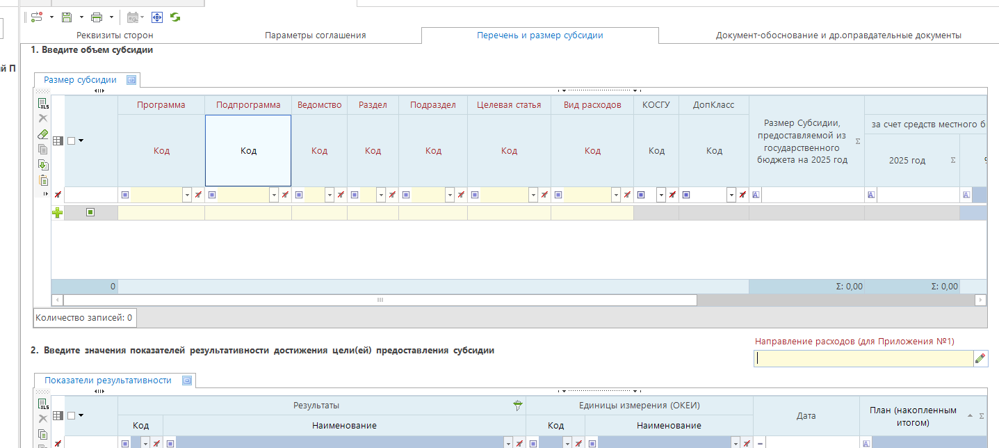 Реквизиты сторон
Параметры соглашения
Перечень и размер субсидии
Документ-обоснование и др.оправдательные документы
1. Введите объем субсидии
ий П
Размер субсидии
XLS
Программа
Подпрограмма
Ведомство
Раздел
Подраздел
Целевая статья
Вид расходов
КОСГУ
ДопКласс
Код
Код
Код
Код
Код
Код
Код
Код
Код
Размер Субсидии,
предоставляемой из
государственного
бюджета на 2025 год
Σ
за счет средств местного б
2025 год
Σ
0
Σ: 0,00
Σ: 0,00
Количество записей: 0
2. Введите значения показателей результативности достижения цели(ей) предоставления субсидии
Направление расходов (для Приложения №1)
Показатели результативности
XLS
Результаты
Единицы измерения (ОКЕИ)
Дата
План (накопленным
итогом)
Σ
Код
Наименование
Код
Наименование